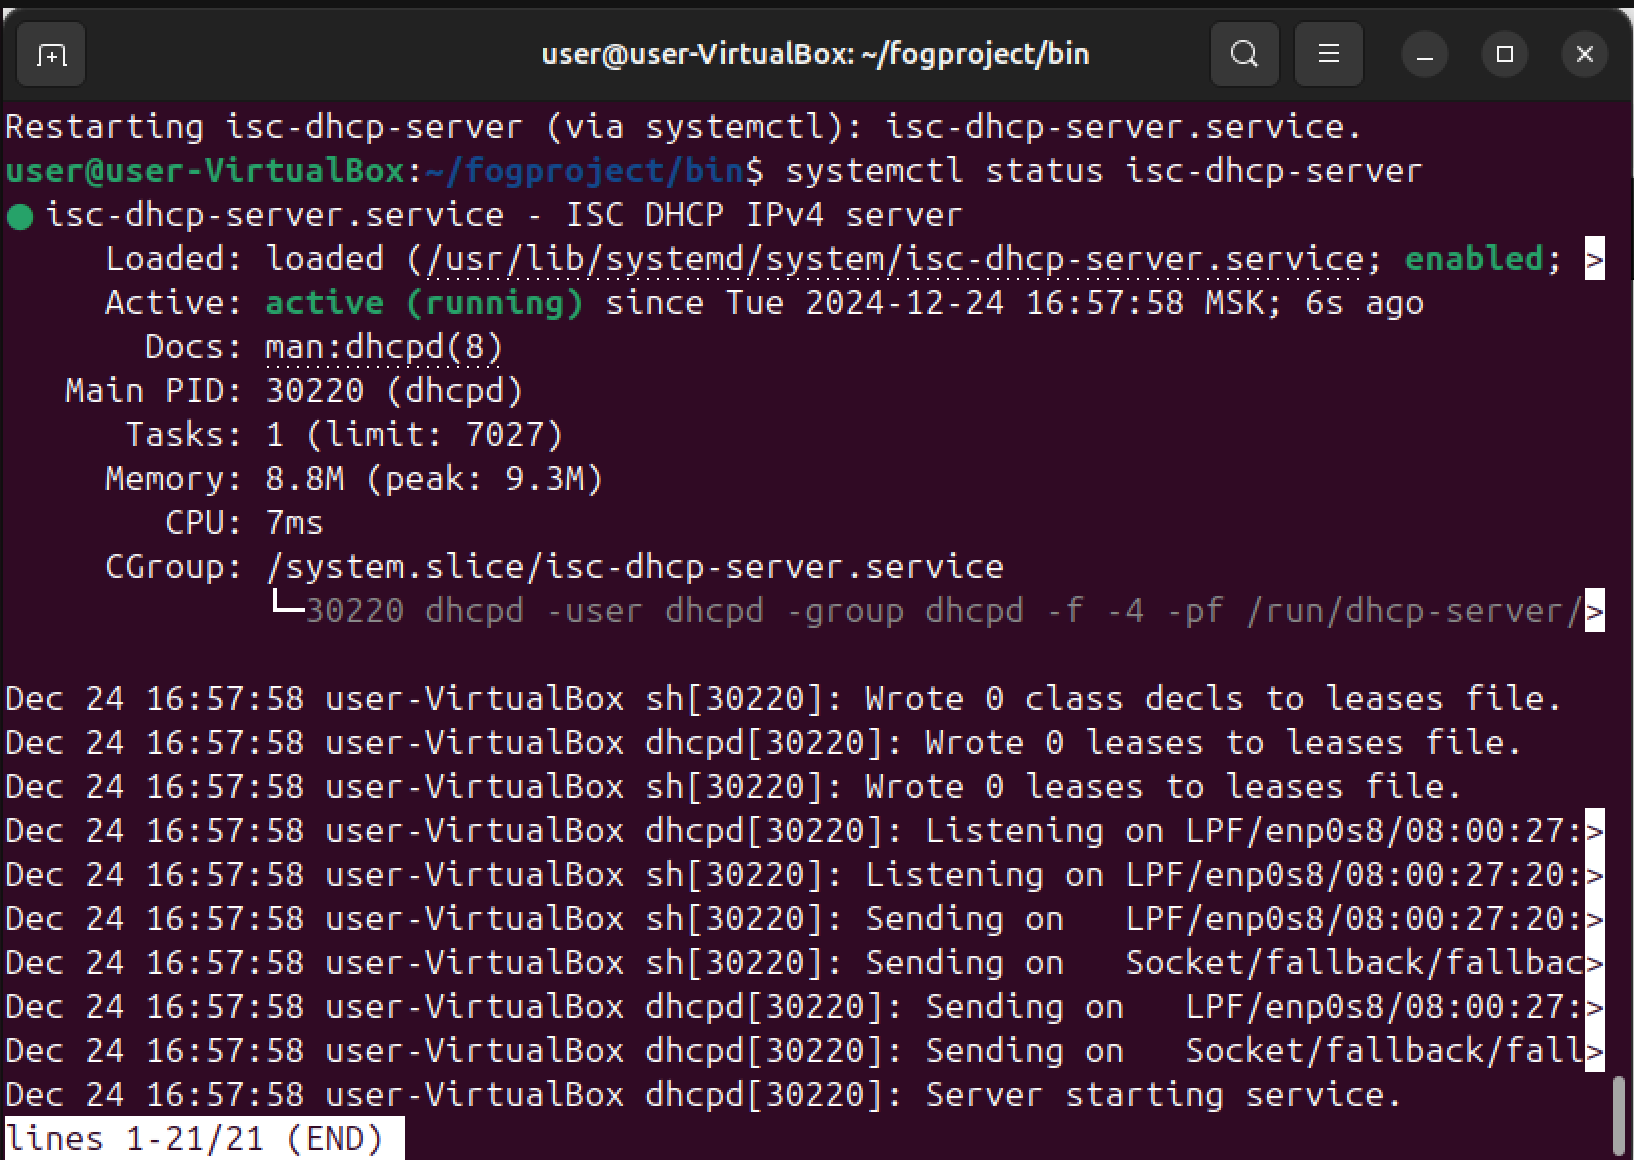 user@user-VirtualBox: ~/fogproject/bin
Restarting isc-dhcp-server (via systemctl): isc-dhcp-server.service.
user@user-VirtualBox:~/fogproject/bin$ systemctl status isc-dhcp-server
● isc-dhcp-server.service - ISC DHCP IPv4 server
     Loaded: loaded (/usr/lib/systemd/system/isc-dhcp-server.service; enabled; >
     Active: active (running) since Tue 2024-12-24 16:57:58 MSK; 6s ago
       Docs: man:dhcpd(8)
   Main PID: 30220 (dhcpd)
      Tasks: 1 (limit: 7027)
     Memory: 8.8M (peak: 9.3M)
        CPU: 7ms
     CGroup: /system.slice/isc-dhcp-server.service
             └─30220 dhcpd -user dhcpd -group dhcpd -f -4 -pf /run/dhcp-server/>
Dec 24 16:57:58 user-VirtualBox sh[30220]: Wrote 0 class decls to leases file.
Dec 24 16:57:58 user-VirtualBox dhcpd[30220]: Wrote 0 leases to leases file.
Dec 24 16:57:58 user-VirtualBox sh[30220]: Wrote 0 leases to leases file.
Dec 24 16:57:58 user-VirtualBox dhcpd[30220]: Listening on LPF/enp0s8/08:00:27:>
Dec 24 16:57:58 user-VirtualBox sh[30220]: Listening on LPF/enp0s8/08:00:27:20:>
Dec 24 16:57:58 user-VirtualBox sh[30220]: Sending on   LPF/enp0s8/08:00:27:20:>
Dec 24 16:57:58 user-VirtualBox sh[30220]: Sending on   Socket/fallback/fallbac>
Dec 24 16:57:58 user-VirtualBox dhcpd[30220]: Sending on   LPF/enp0s8/08:00:27:>
Dec 24 16:57:58 user-VirtualBox dhcpd[30220]: Sending on   Socket/fallback/fall>
Dec 24 16:57:58 user-VirtualBox dhcpd[30220]: Server starting service.
lines 1-21/21 (END)